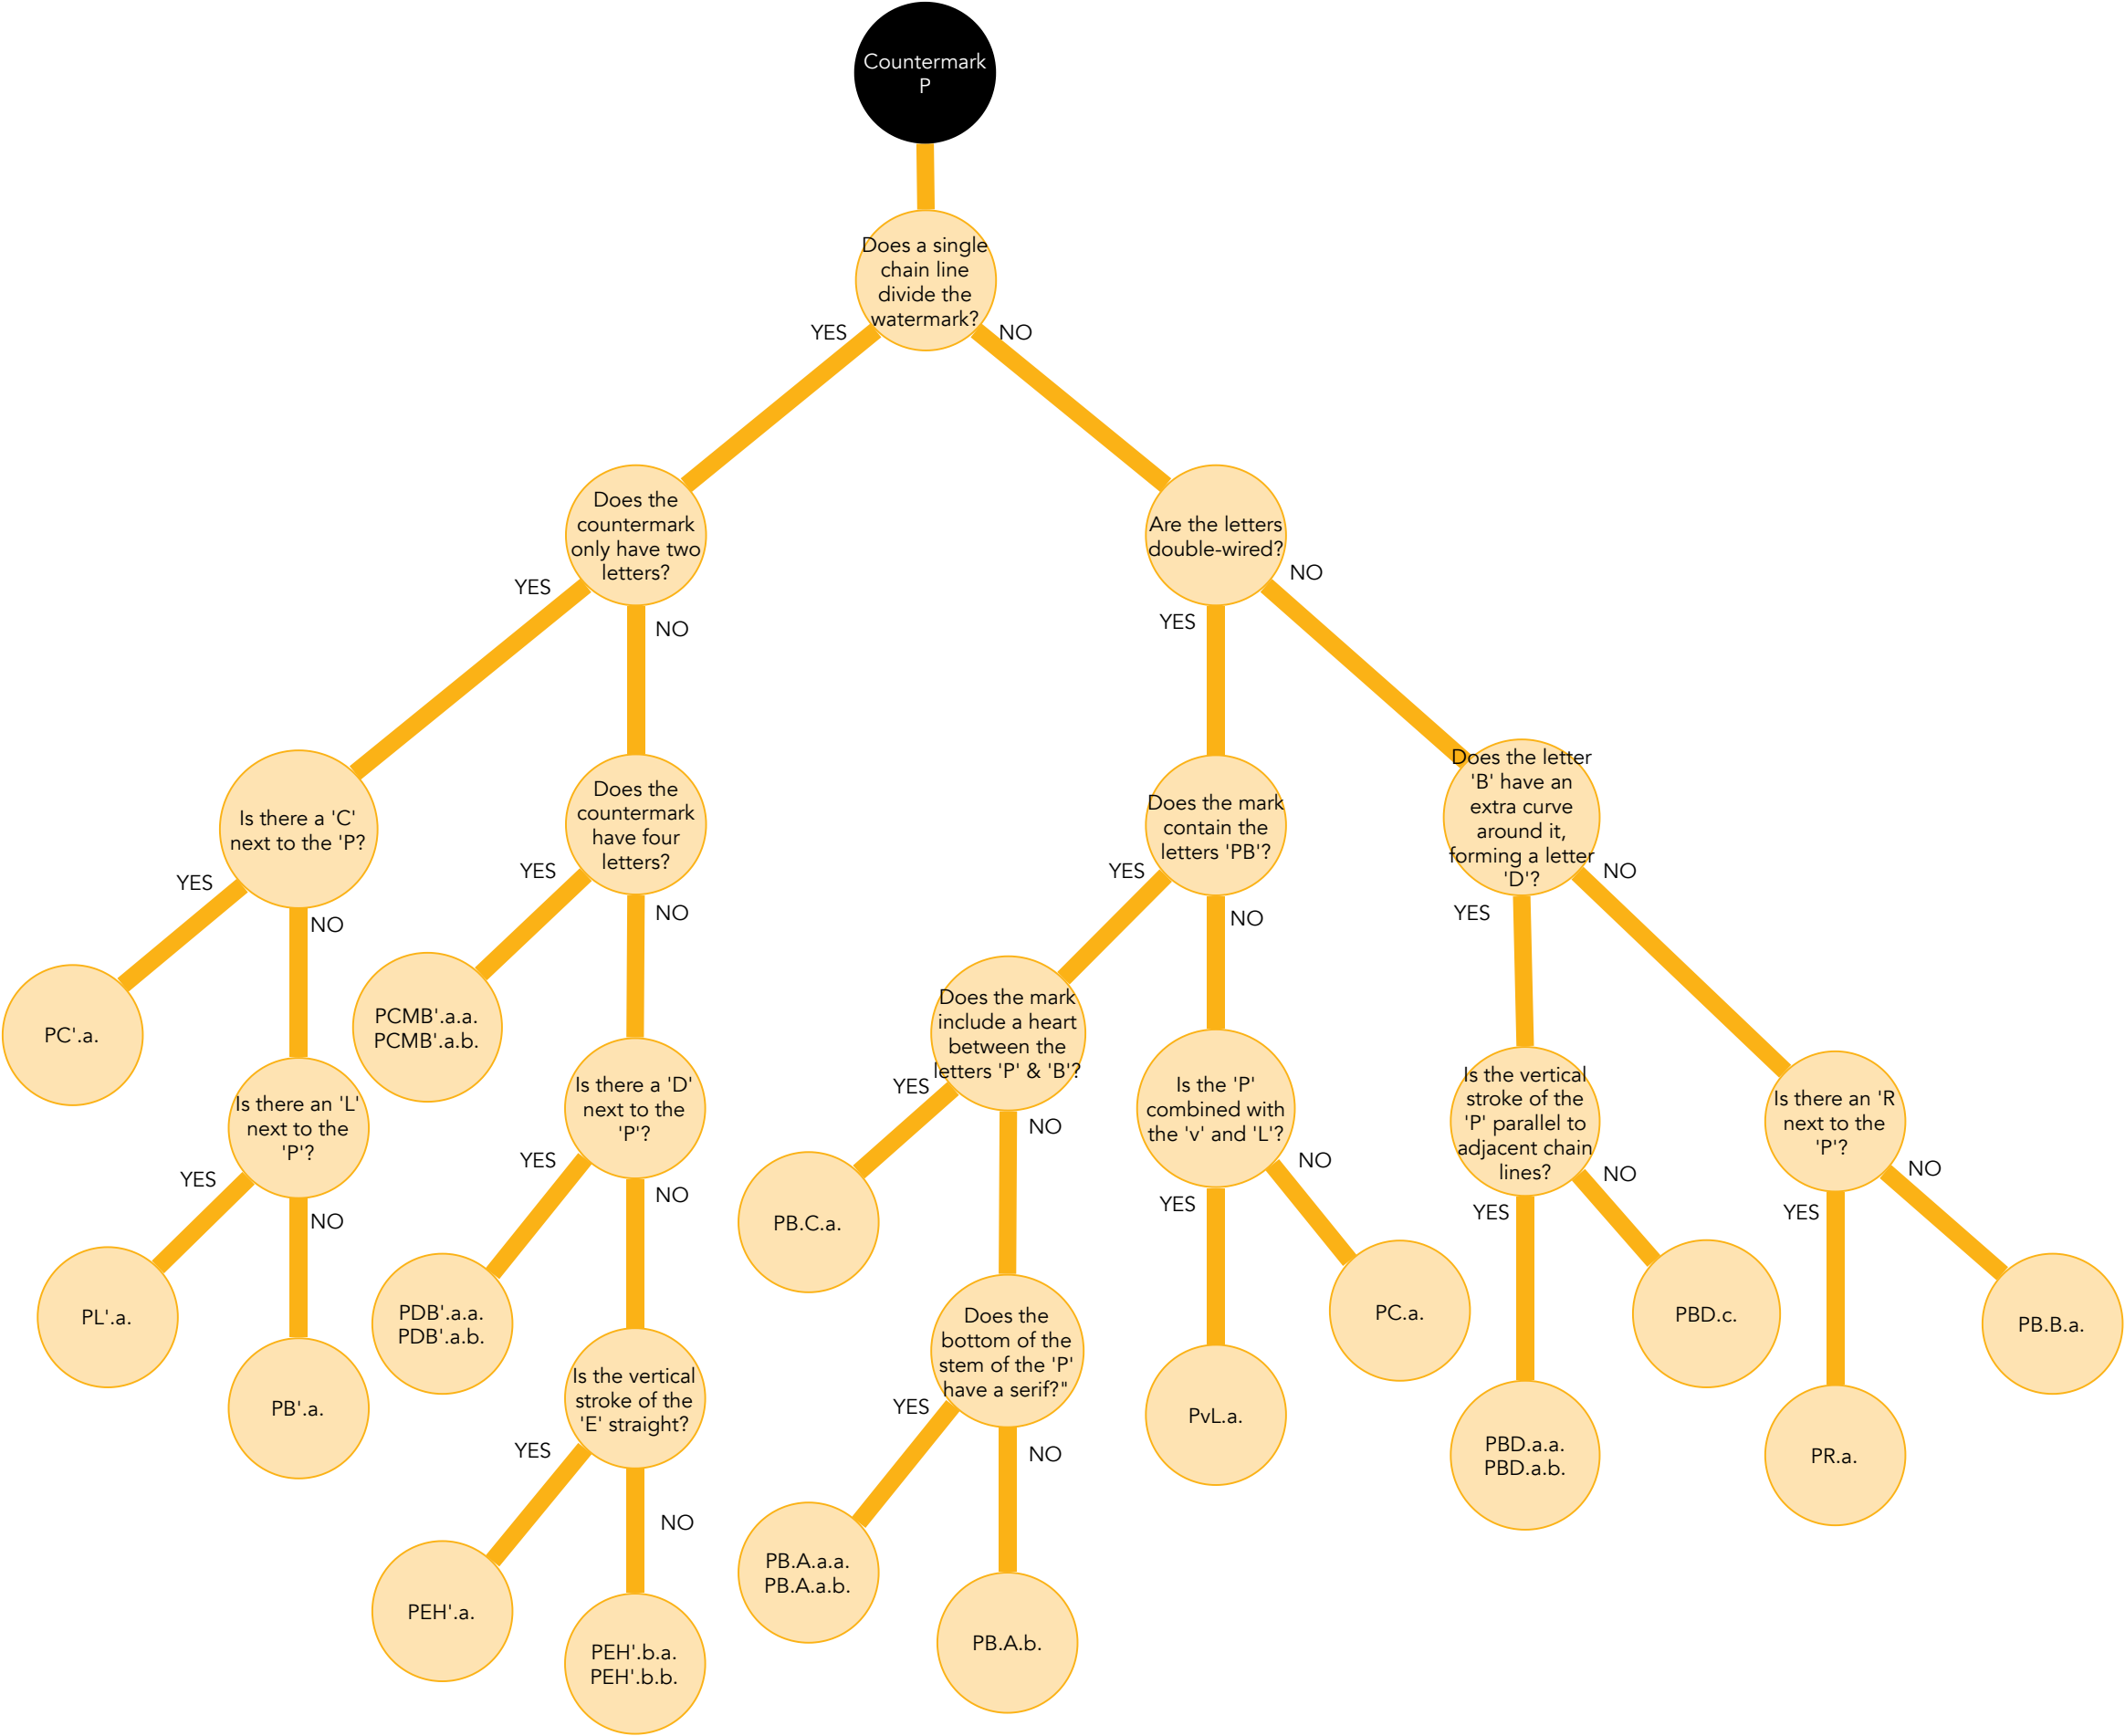 Countermark
P
Does a single
chain line
divide the
watermark?
YES
NO
Does the
countermark
only have two
letters?
Are the letters
double-wired?
YES
NO
YES
NO
Is there a 'C'
next to the 'P?
Does the
countermark
have four
letters?
Does the mark
contain the
letters 'PB'?
Does the letter
'B' have an
extra curve
around it,
forming a letter
'D'?
YES
NO
YES
NO
YES
NO
YES
NO
PC'.a.
PCMB'.a.a.
PCMB'.a.b.
Does the mark
include a heart
between the
letters 'P' & 'B'?
Is there an 'L'
next to the
'P'?
Is there a 'D'
next to the
'P'?
Is the 'P'
combined with
the 'v' and 'L'?
Is the vertical
stroke of the
'P' parallel to
adjacent chain
lines?
Is there an 'R
next to the
'P'?
YES
NO
YES
NO
YES
NO
YES
NO
YES
NO
YES
NO
PL'.a.
PB'.a.
PDB'.a.a.
PDB'.a.b.
PB.C.a.
Does the
bottom of the
stem of the 'P'
have a serif?"
PvL.a.
PC.a.
PBD.a.a.
PBD.a.b.
PBD.c.
PR.a.
PB.B.a.
Is the vertical
stroke of the
'E' straight?
YES
NO
YES
NO
PEH'.a.
PEH'.b.a.
PEH'.b.b.
PB.A.a.a.
PB.A.a.b.
PB.A.b.